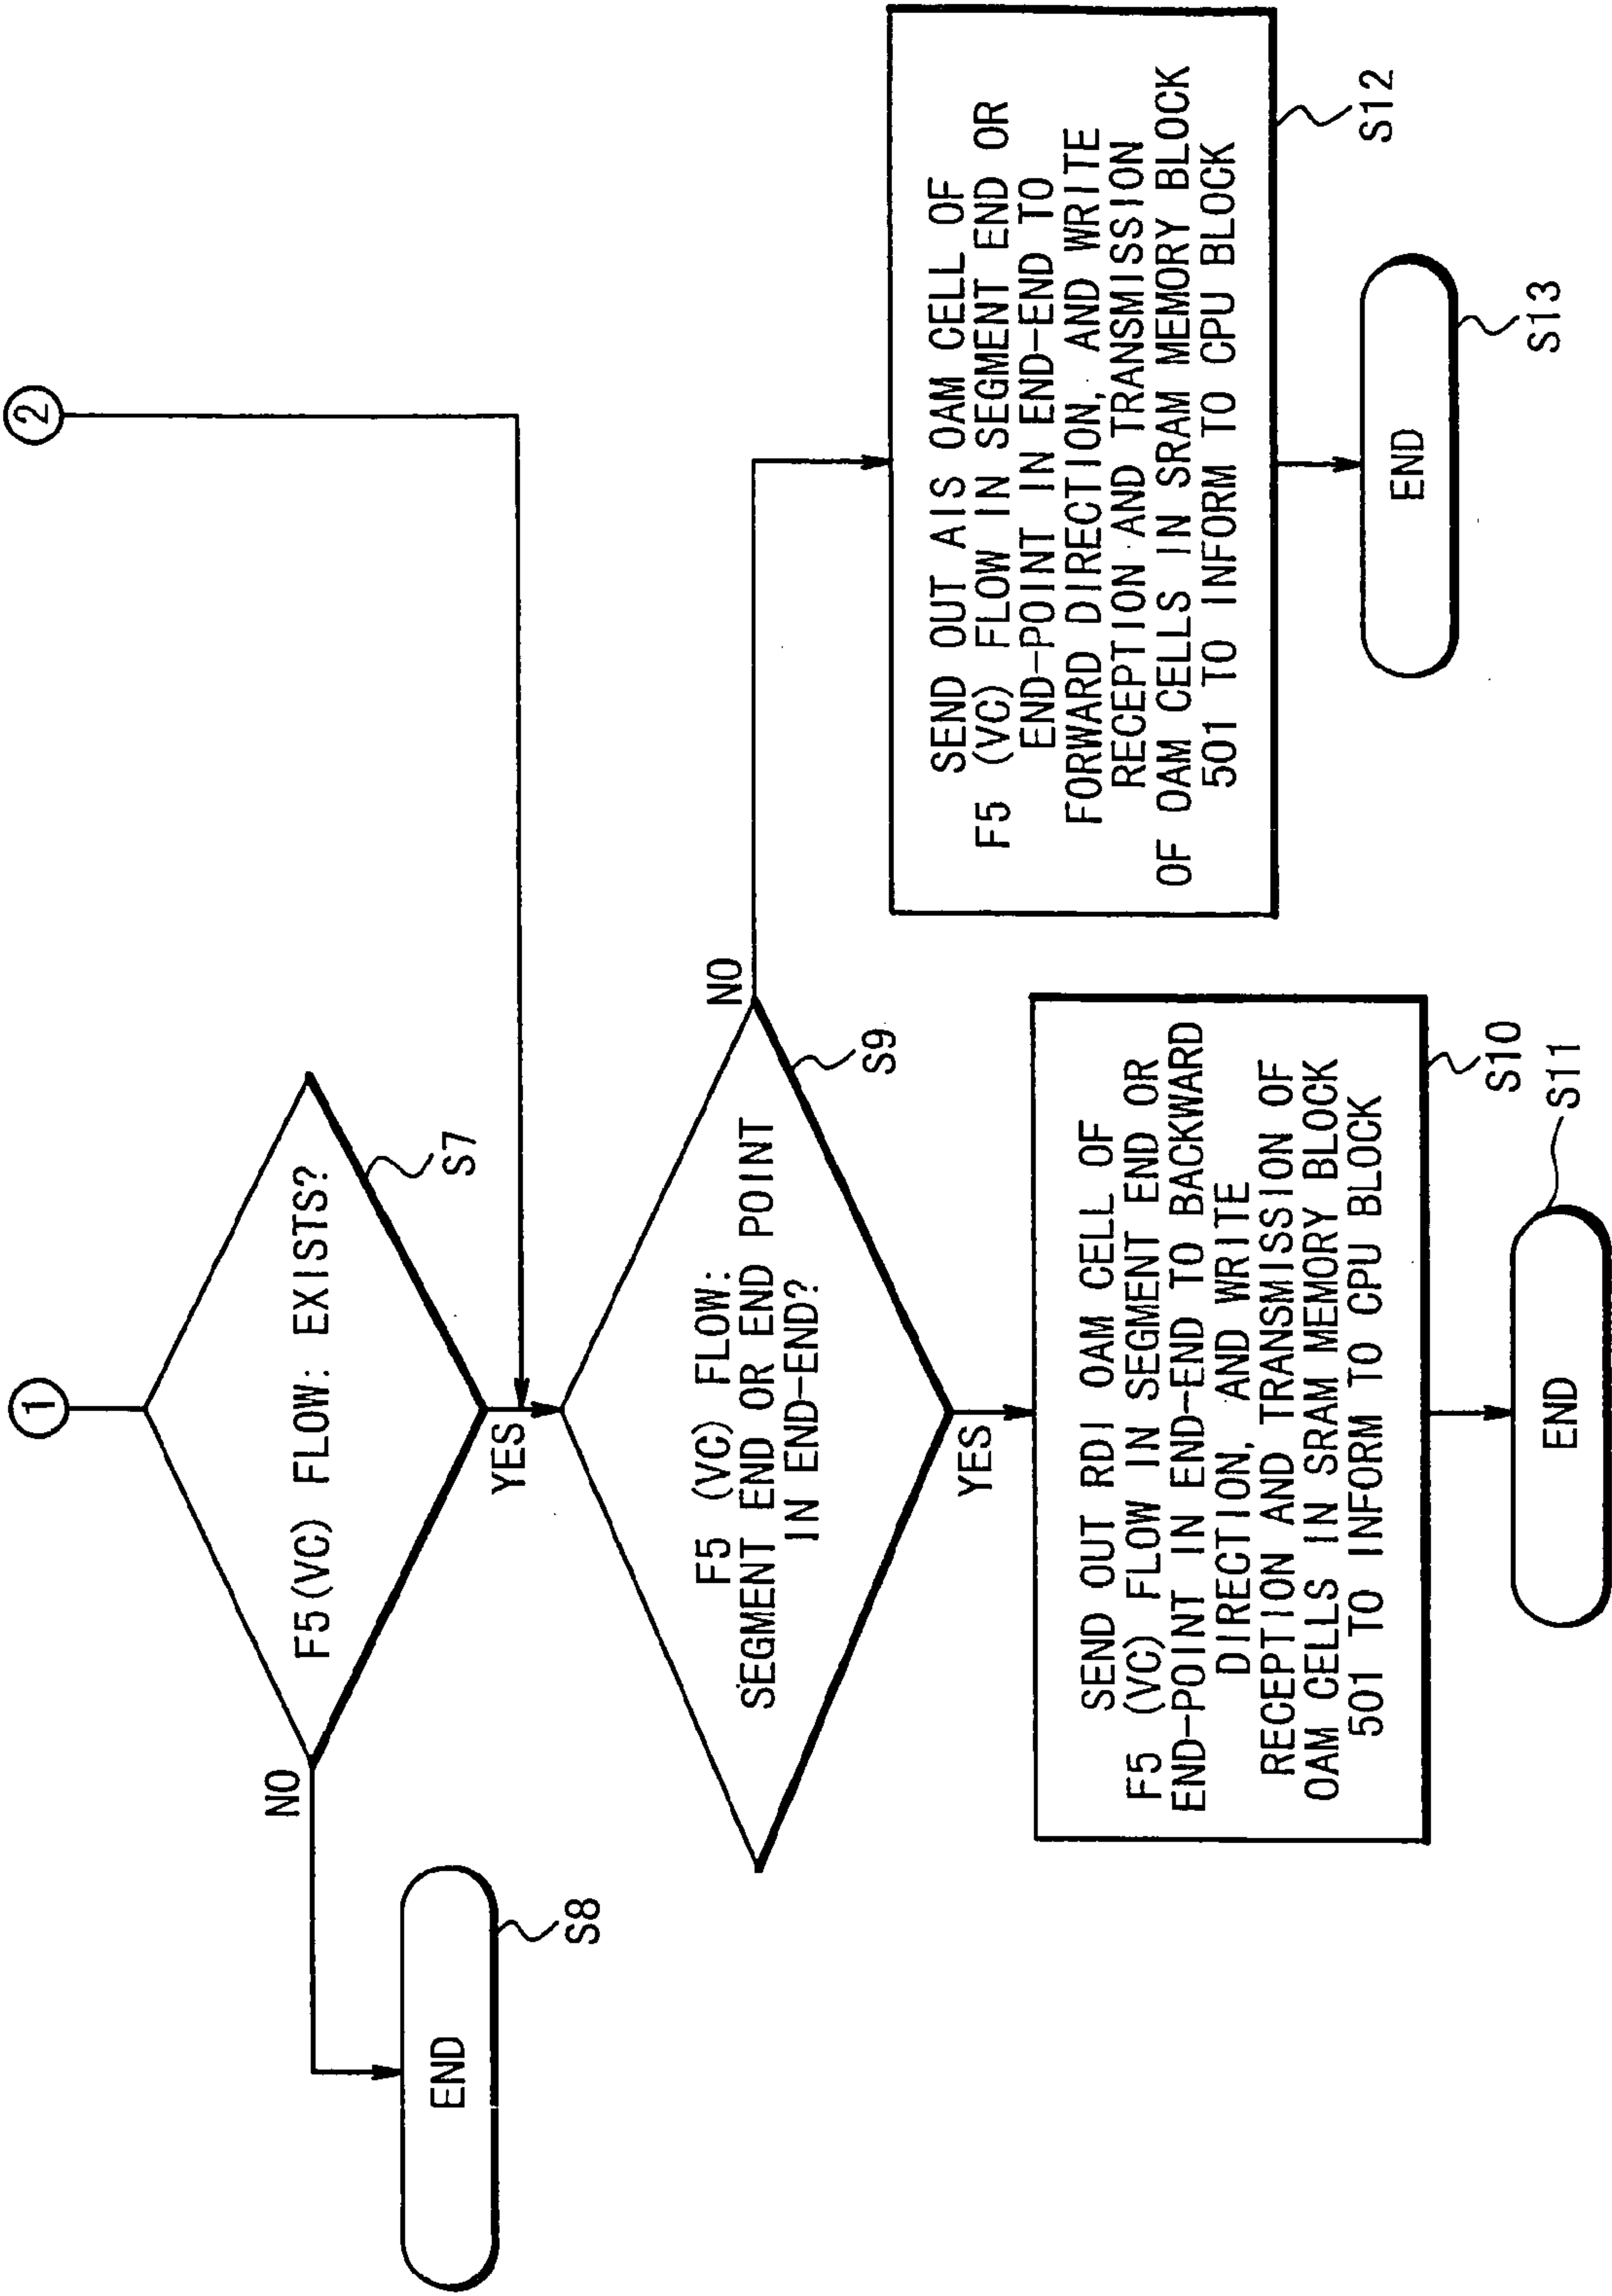 1
2
F5(VC) FLOW: EXISTS?
S7
NO
YES
END
S8
F5 (VC) FLOW:
SEGMENT END OR END POINT
IN END-END?
S9
NO
YES
SEND OUT RDI OAM CELL OF
F5 (VC) FLOW IN SEGMENT END OR
END-POINT IN END-END TO BACKWARD
DIRECTION, AND WRITE
RECEPTION AND TRANSMISSION OF
OAM CELLS IN SRAM MEMORY BLOCK
501 TO INFORM TO CPU BLOCK
S10
END
S11
SEND OUT AIS OAM CELL OF
F5 (VC) FLOW IN SEGMENT END OR
END-POINT IN END-END TO
FORWARD DIRECTION, AND WRITE
RECEPTION AND TRANSMISSION
OF OAM CELLS IN SRAM MEMORY BLOCK
501 TO INFORM TO CPU BLOCK
S12
END
S13